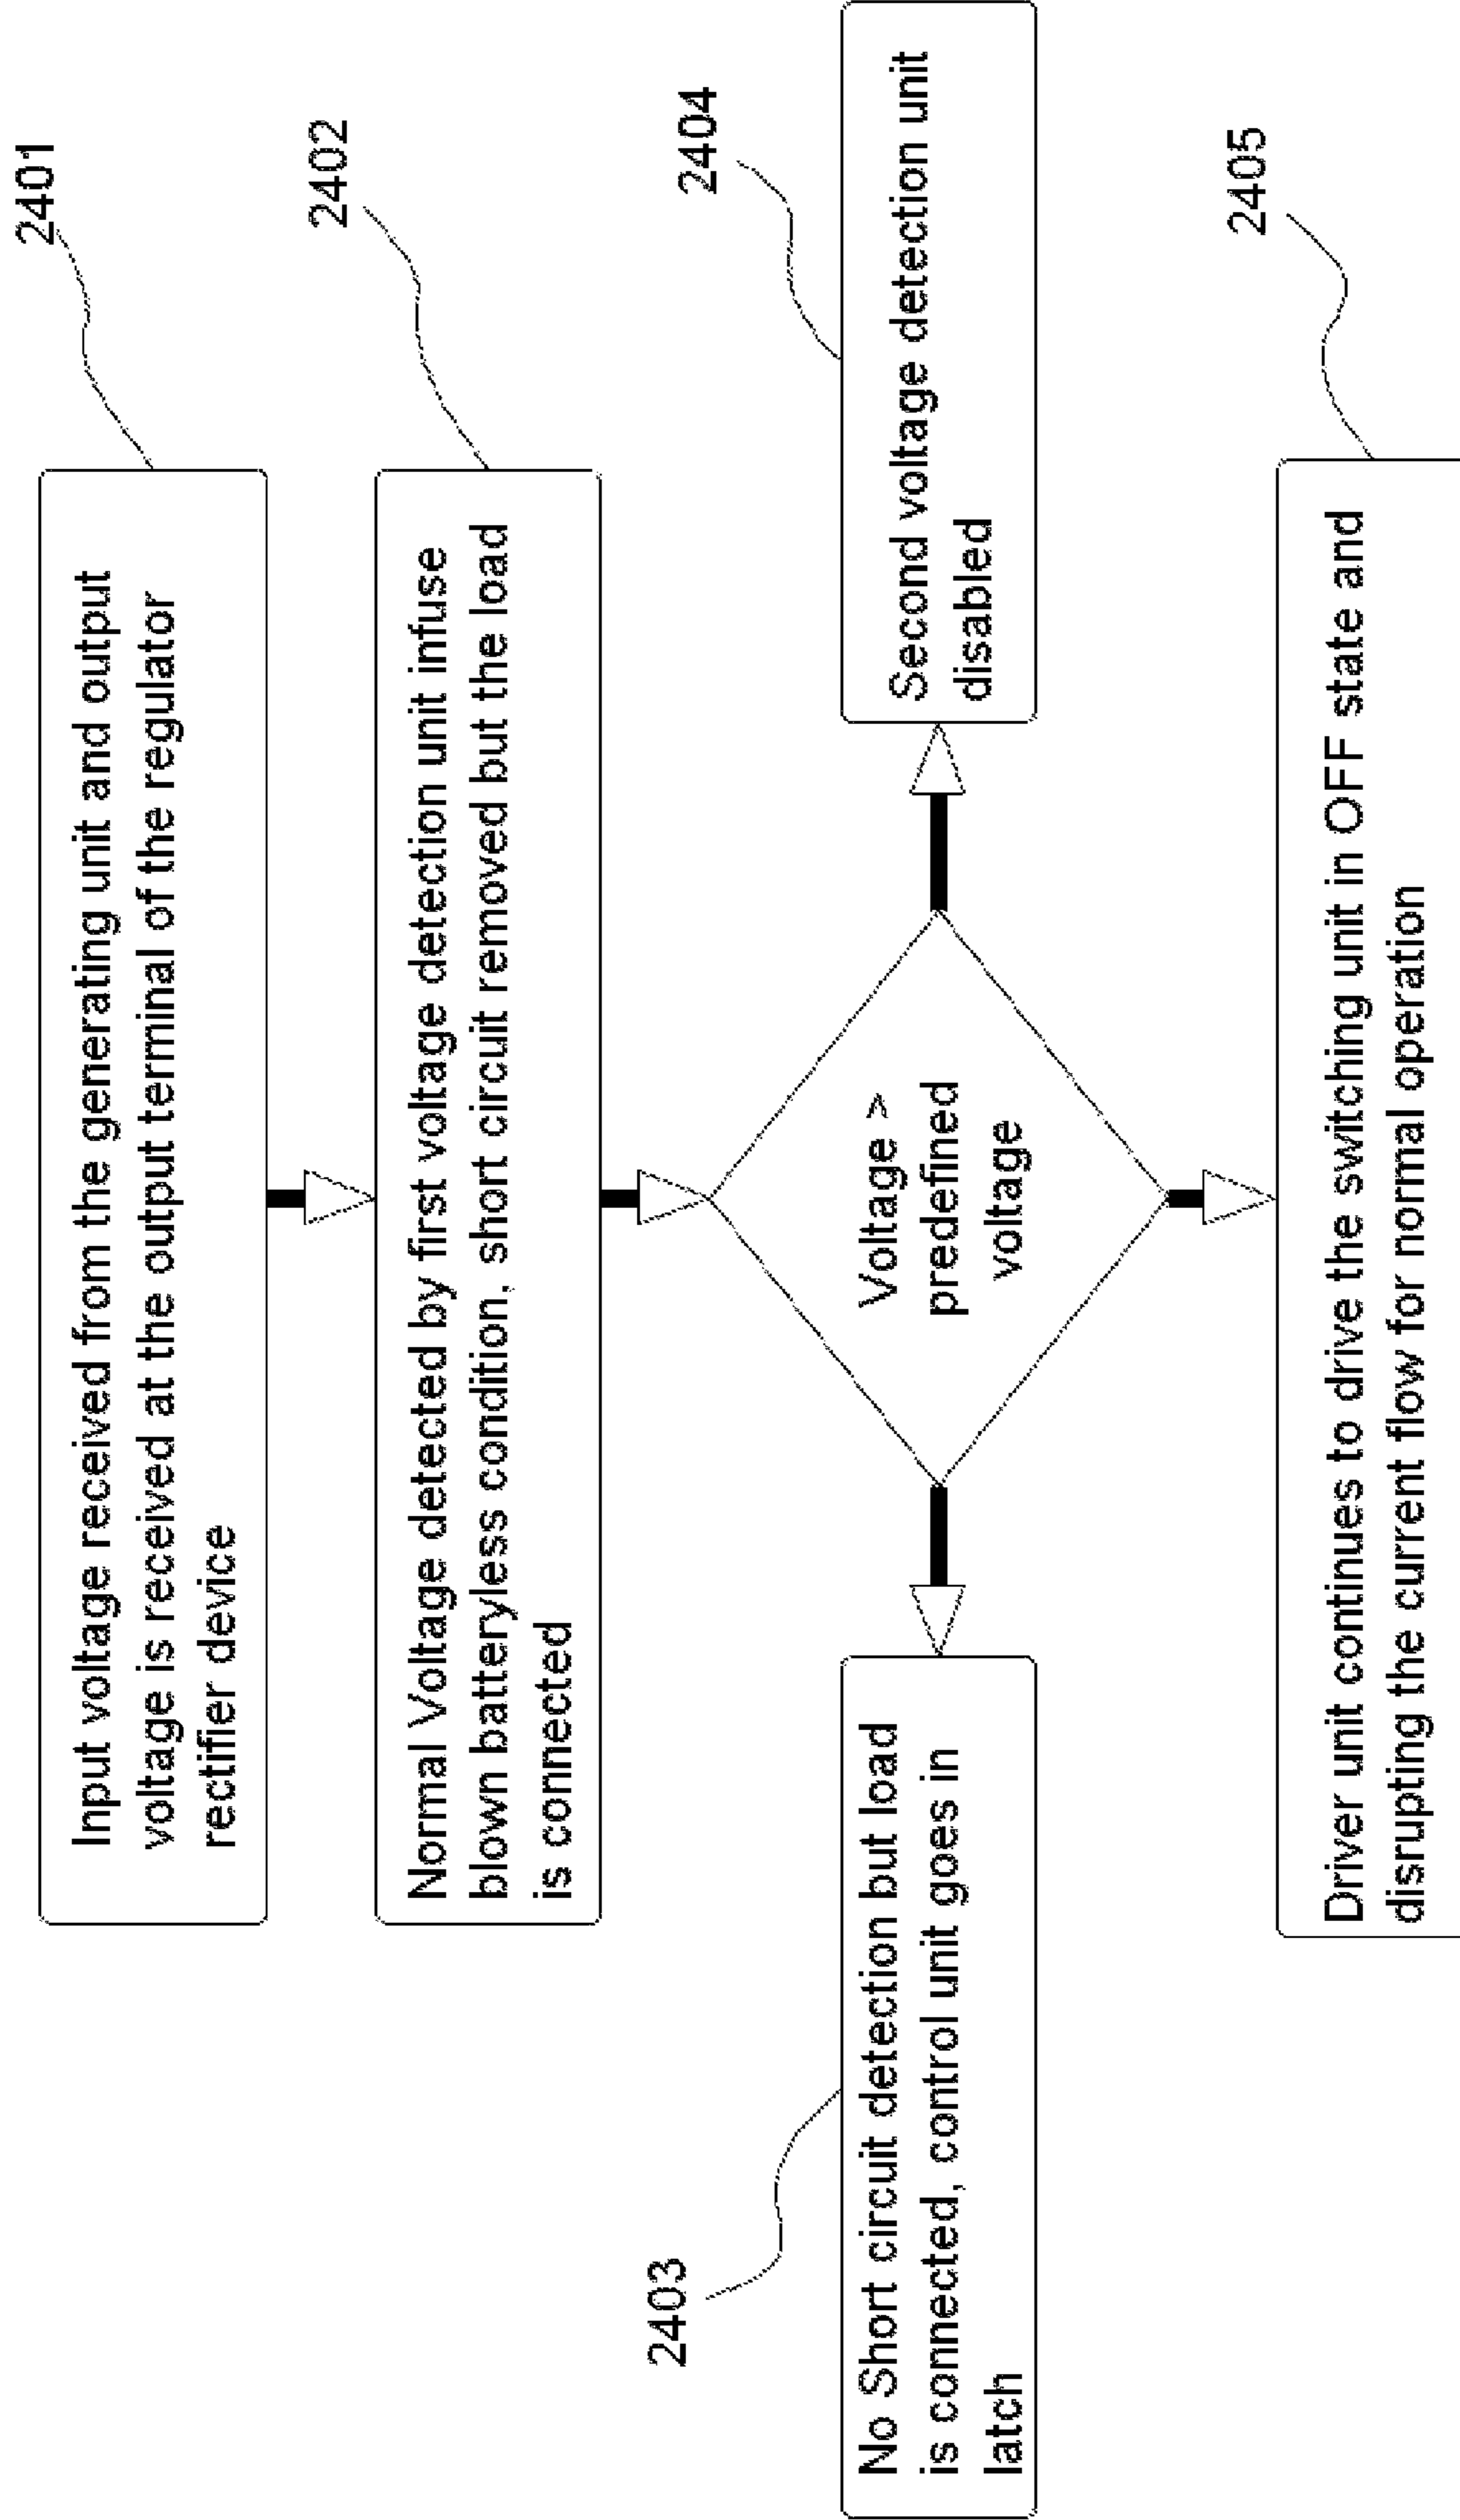 2401
Input voltage received from the generating unit and output
voltage is received at the output terminal of the regulator
rectifier device
2402
Normal Voltage detected by first voltage detection unit infuse
blown batteryless condition, short circuit removed but the load
is connected
Voltage >
predefined
voltage
2403
No Short circuit detection but load
is connected, control unit goes in
latch
2404
Second voltage detection unit
disabled
2405
Driver unit continues to drive the switching unit in OFF state and
disrupting the current flow for normal operation